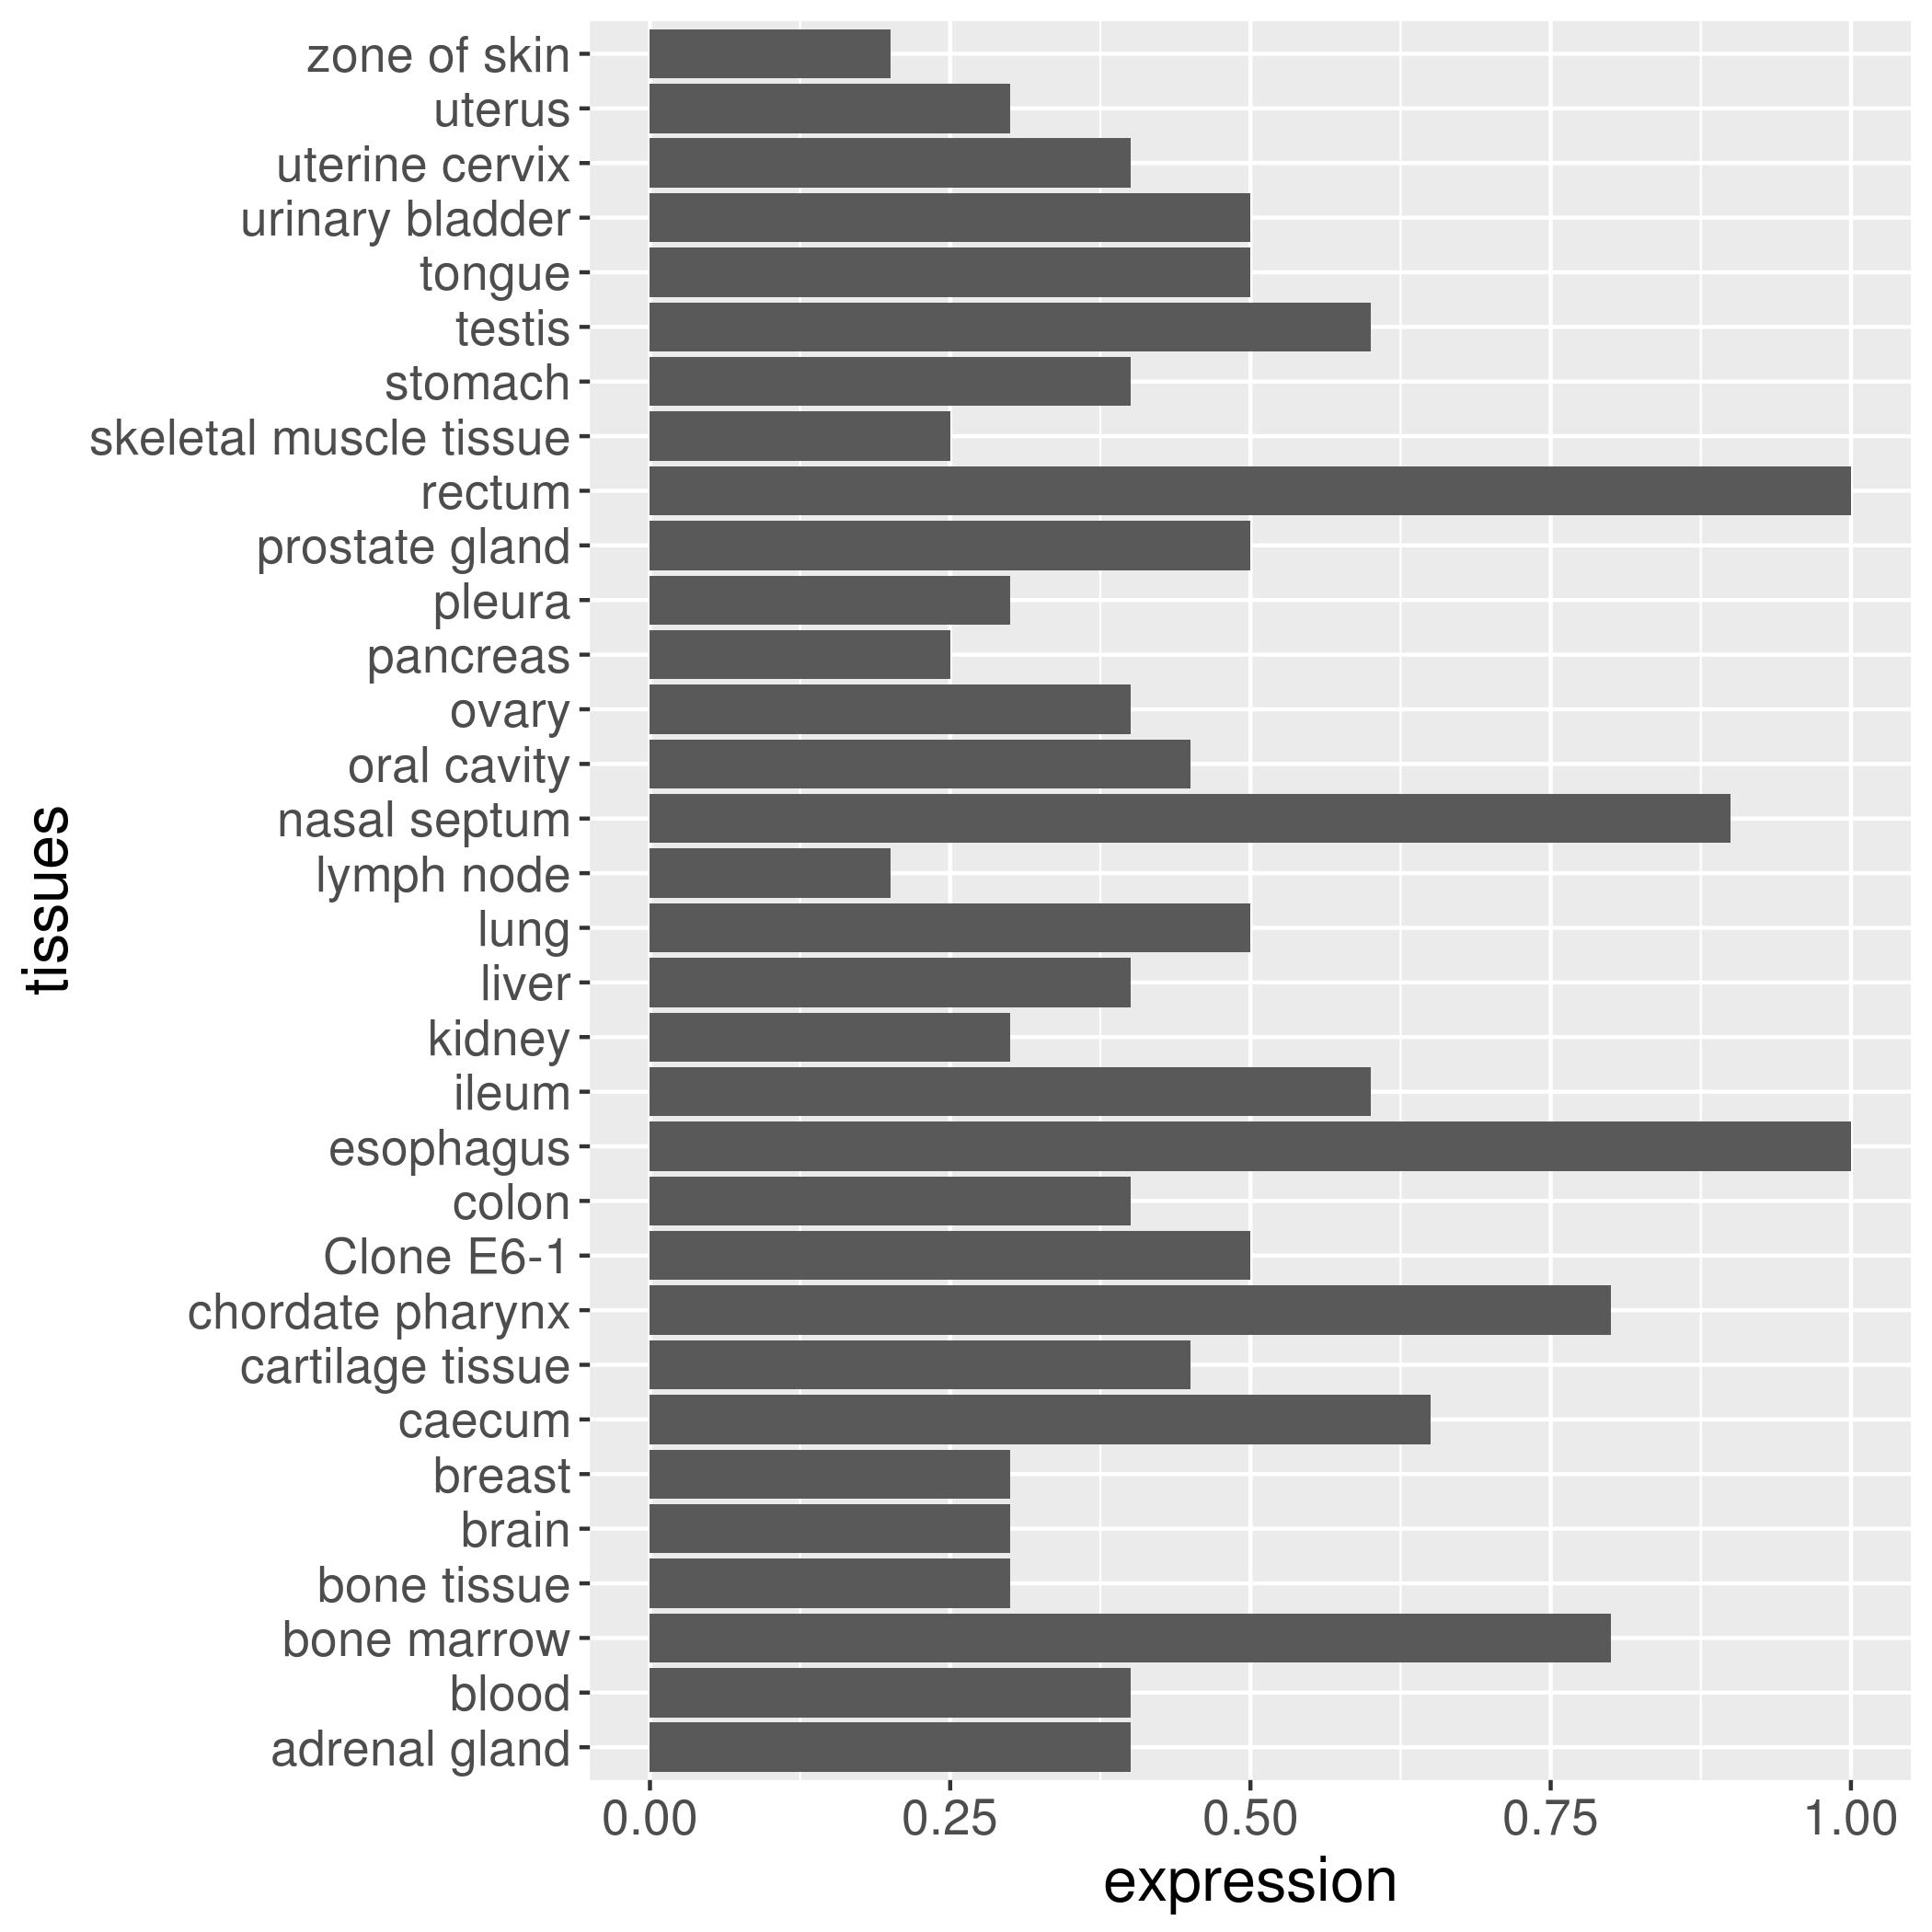 zone of skin
uterus
uterine cervix
urinary bladder
tongue
testis
stomach
skeletal muscle tissue
rectum
prostate gland
pleura
pancreas
ovary
oral cavity
nasal septum
lymph node
lung
liver
kidney
ileum
esophagus
colon
Clone E6-1
chordate pharynx
cartilage tissue
caecum
breast
brain
bone tissue
bone marrow
blood
adrenal gland
tissues
0.00 0.25 0.50 0.75 1.00
expression